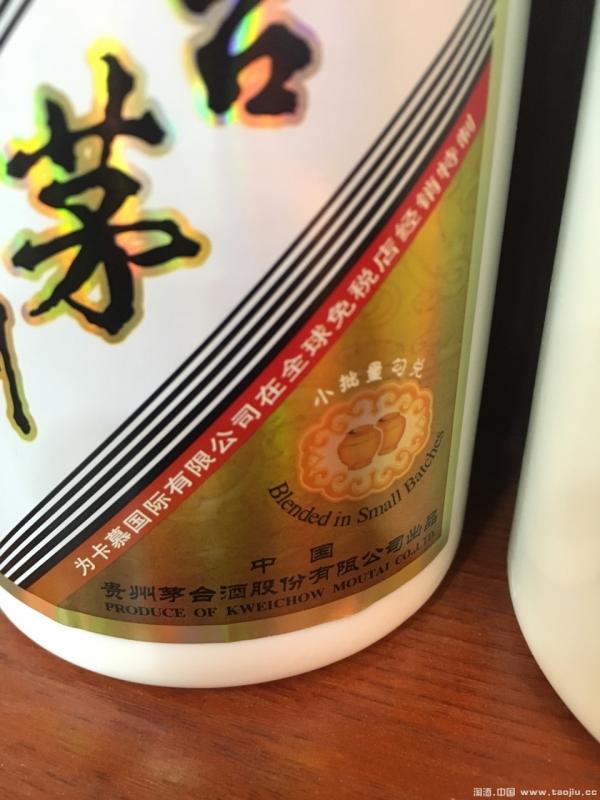 台
茅
为卡慕国际有限公司在全球免税店经销特制
小批量勾兑
Blended in Small Batches
中国
贵州茅台酒股份有限公司出品
PRODUCE OF KWEICHOW MOUTAI CO.,LTD.
淘酒.中国 www.taojiu.cc